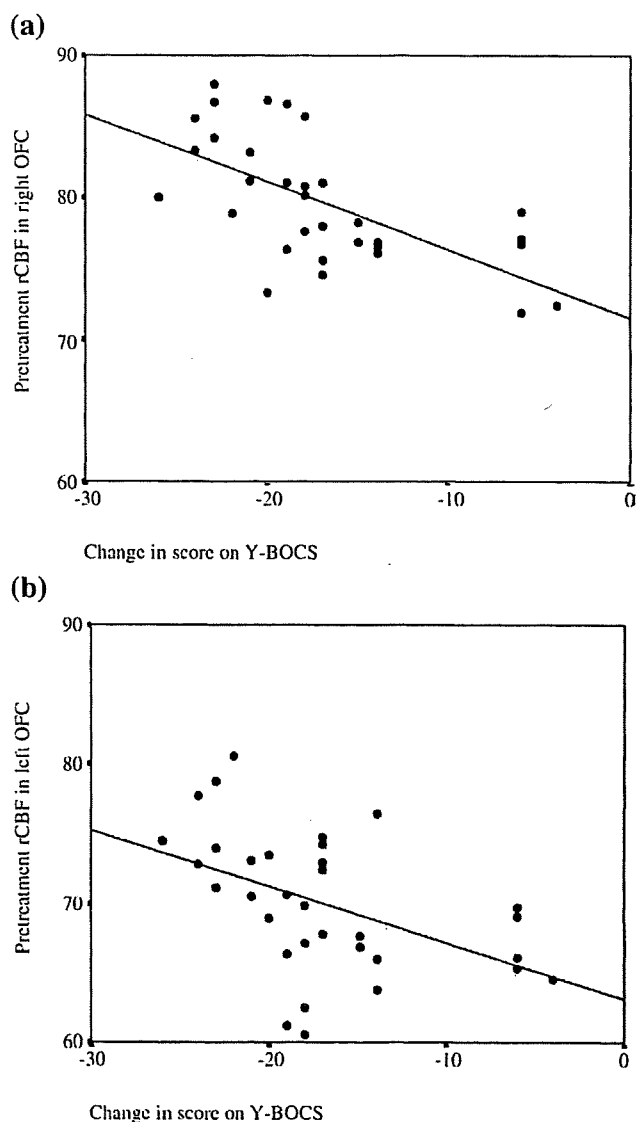 (a)
90
80
70
60
Pretreatment rCBF in right OFC
-30
-20
-10
0
Change in score on Y-BOCS
(b)
90
80
70
60
Pretreatment rCBF in left OFC
-30
-20
-10
0
Change in score on Y-BOCS